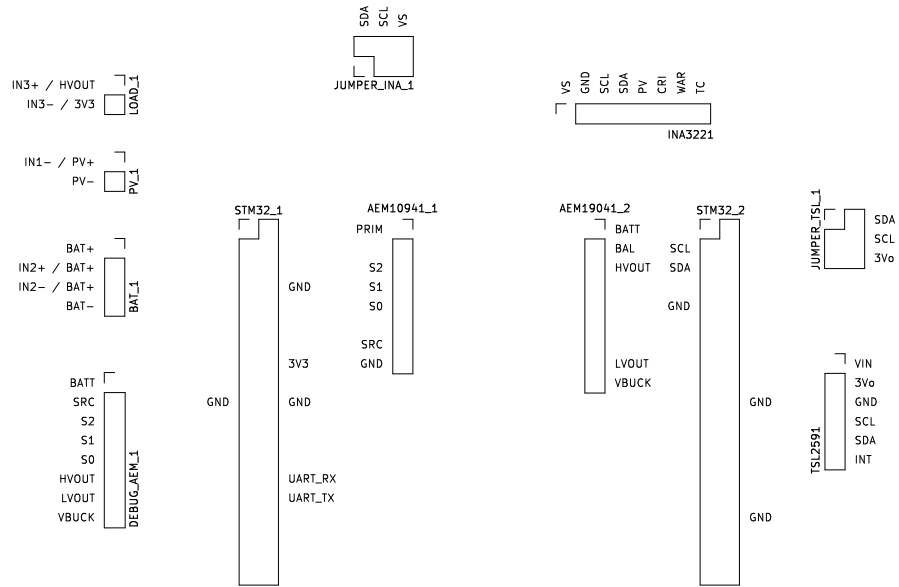 SDA
SCL
VS
JUMPER_INA_1
IN3+ / HVOUT
IN3- / 3V3
LOAD_1
VS
GND
SCL
SDA
PV
CRI
WAR
TC
INA3221
IN1- / PV+
PV-
PV_1
BAT+
IN2+ / BAT+
IN2- / BAT+
BAT-
BAT_1
BATT
SRC
S2
S1
S0
HVOUT
LVOUT
VBUCK
DEBUG_AEM_1
STM32_1
GND
3V3
GND
GND
UART_RX
UART_TX
AEM10941_1
PRIM
S2
S1
S0
SRC
GND
AEM19041_2
BATT
BAL
HVOUT
LVOUT
VBUCK
STM32_2
SCL
SDA
GND
GND
GND
JUMPER_TSL_1
SDA
SCL
3Vo
TSL2591
VIN
3Vo
GND
SCL
SDA
INT